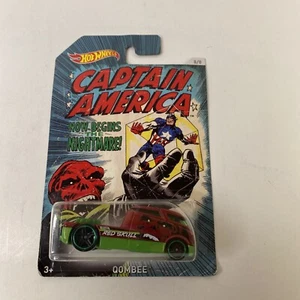 Hot Wheels
CAPTAIN
AMERICA
NOW BEGINS
THE
NIGHTMARE!
RED SKULL
3+
QOMBEE